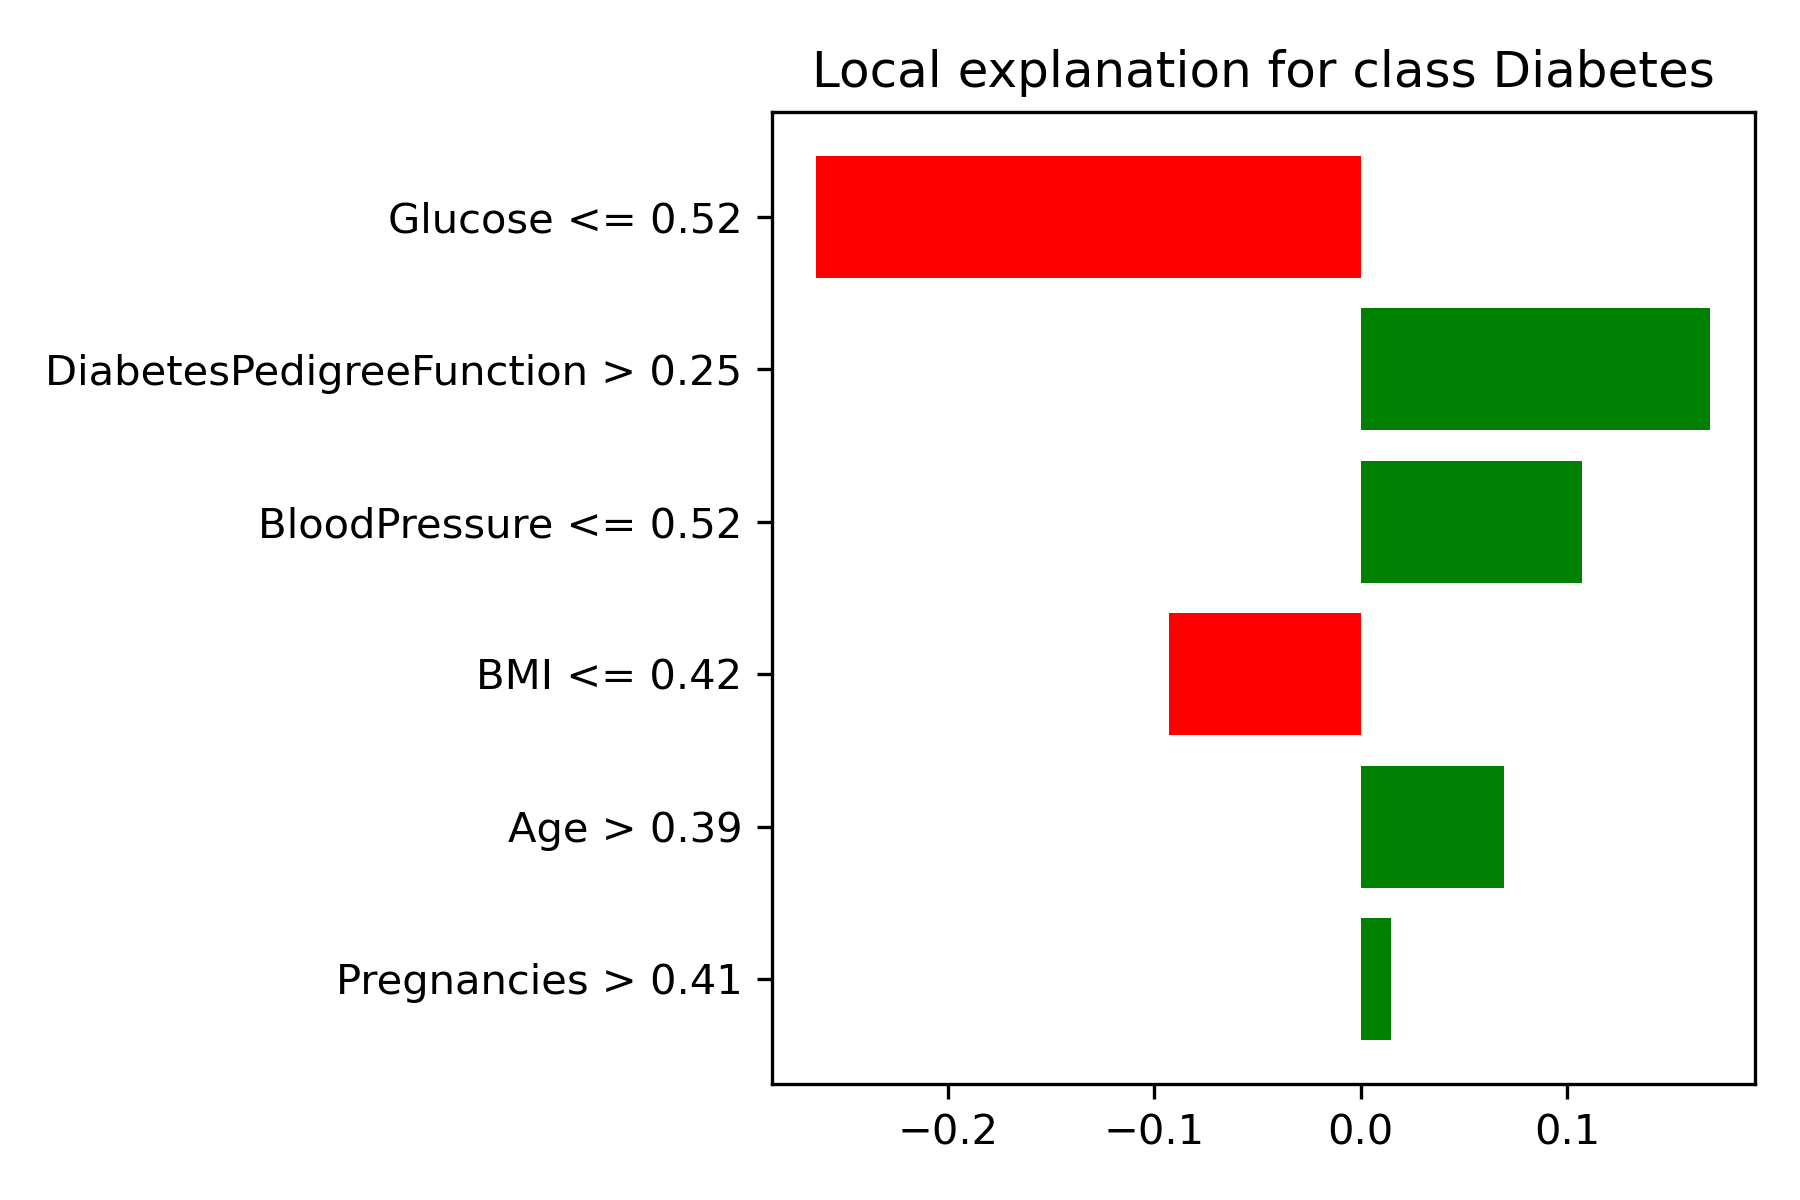 Local explanation for class Diabetes
Glucose <= 0.52
DiabetesPedigreeFunction > 0.25
BloodPressure <= 0.52
BMI <= 0.42
Age > 0.39
Pregnancies > 0.41
−0.2 −0.1 0.0 0.1